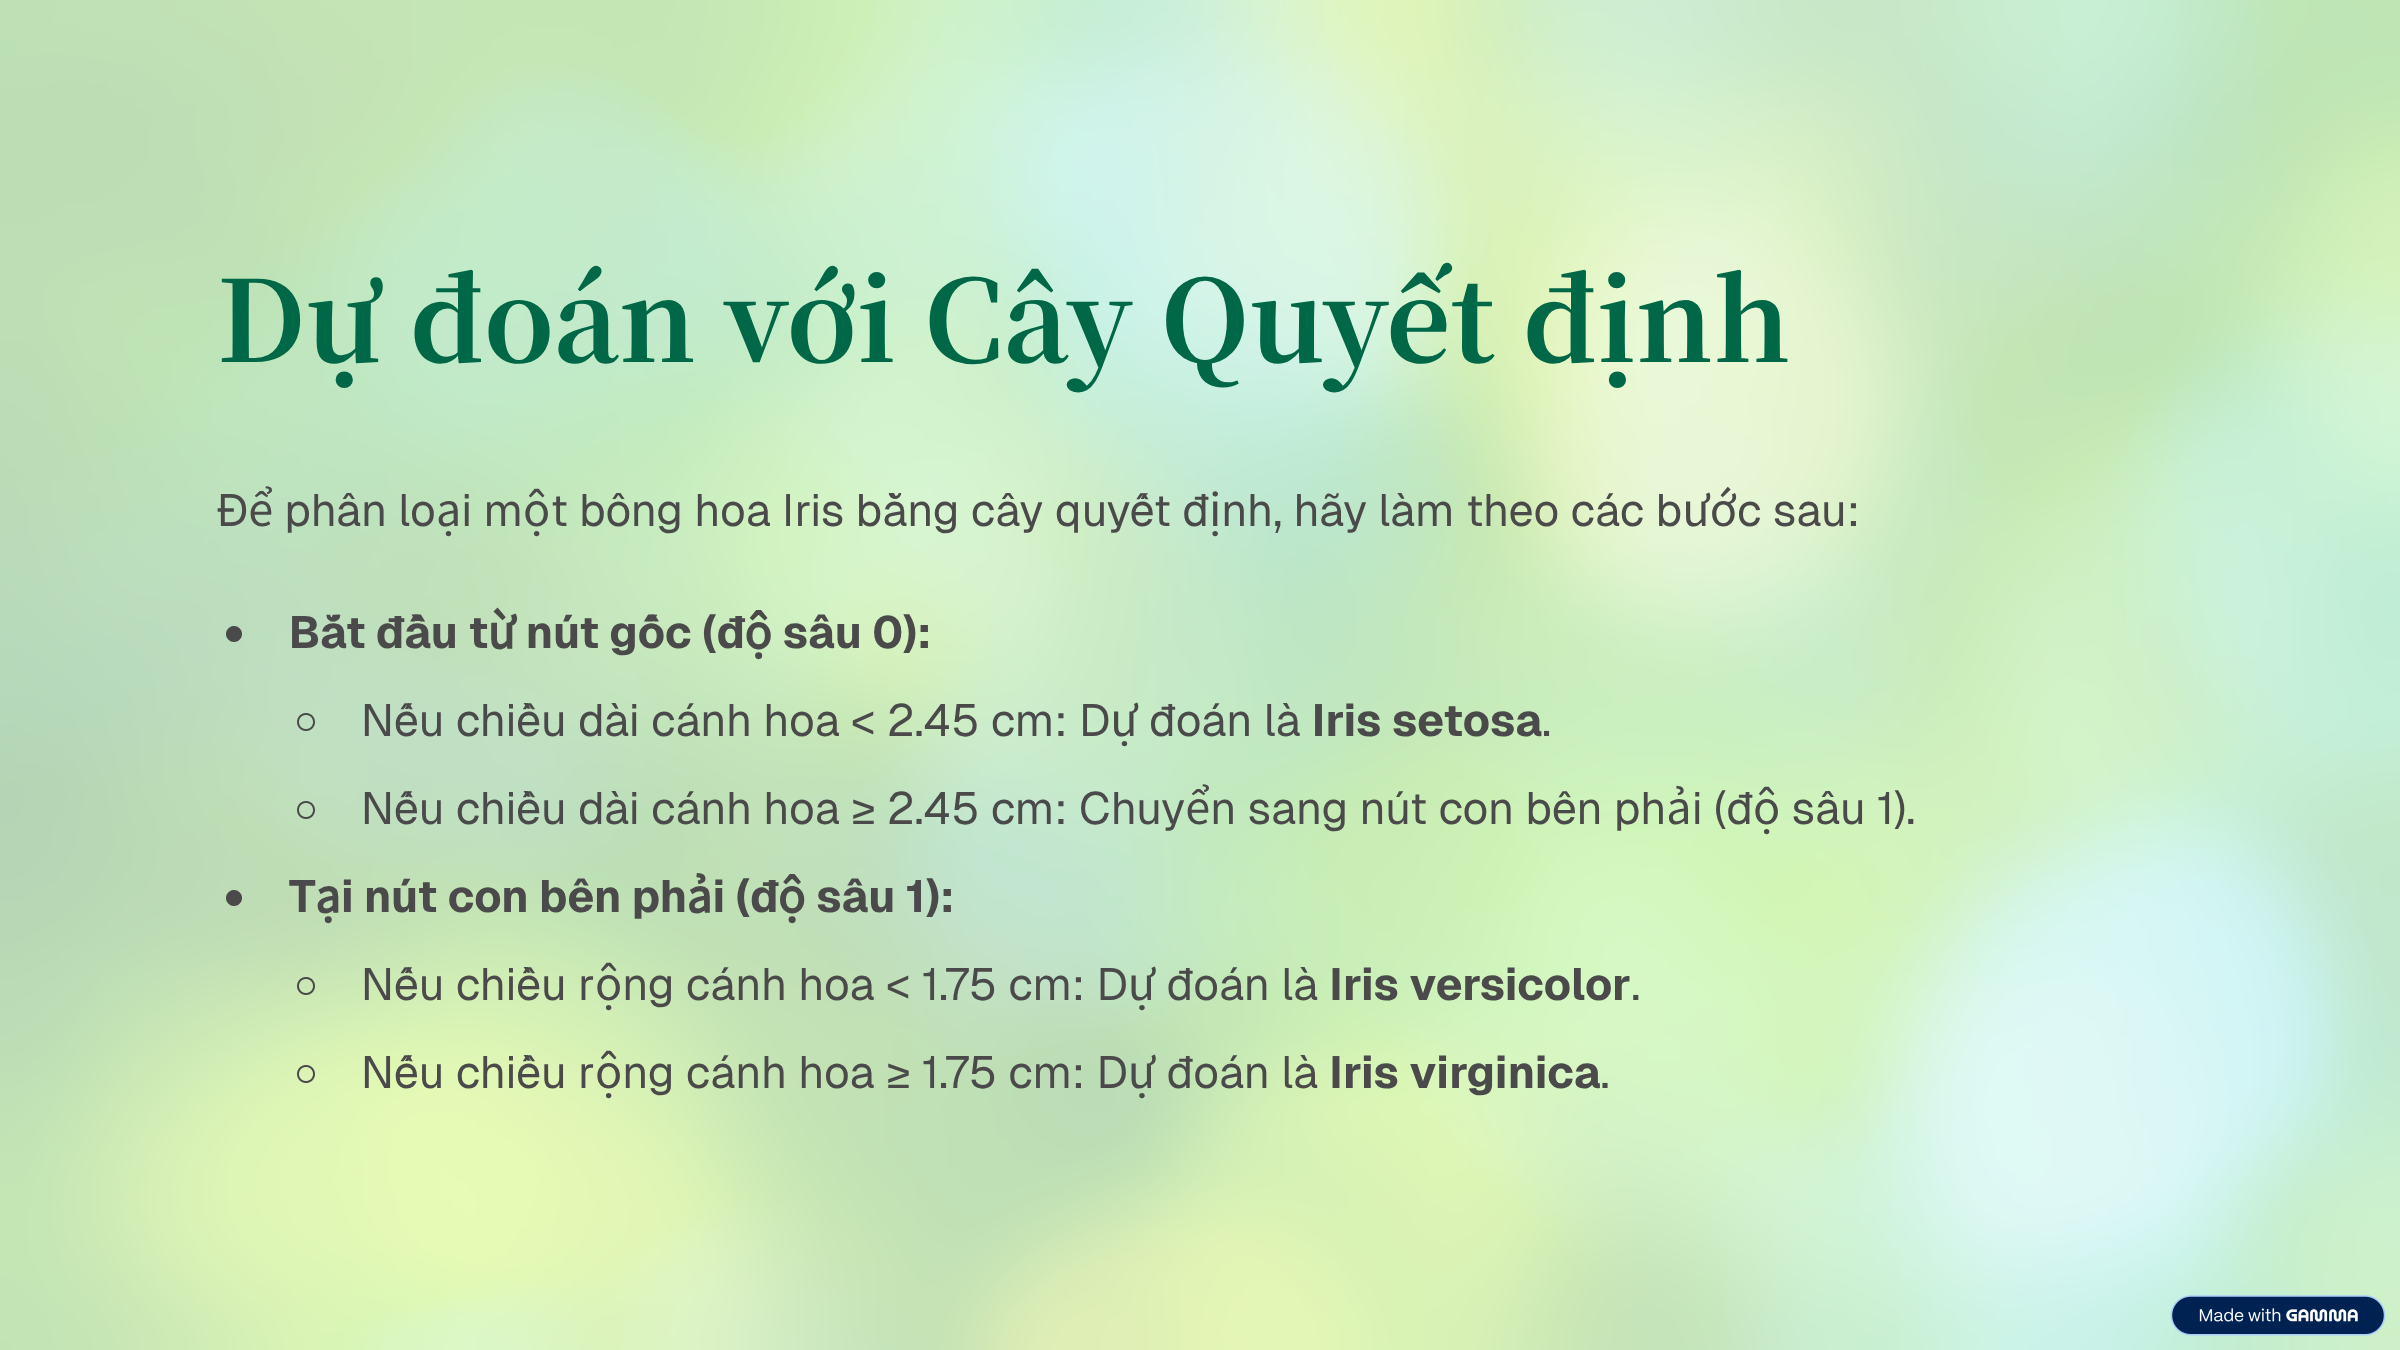 Dự đoán với Cây Quyết định
Để phân loại một bông hoa Iris bằng cây quyết định, hãy làm theo các bước sau:
• Bắt đầu từ nút gốc (độ sâu 0):
○ Nếu chiều dài cánh hoa < 2.45 cm: Dự đoán là Iris setosa.
○ Nếu chiều dài cánh hoa ≥ 2.45 cm: Chuyển sang nút con bên phải (độ sâu 1).
• Tại nút con bên phải (độ sâu 1):
○ Nếu chiều rộng cánh hoa < 1.75 cm: Dự đoán là Iris versicolor.
○ Nếu chiều rộng cánh hoa ≥ 1.75 cm: Dự đoán là Iris virginica.
Made with GAMMA